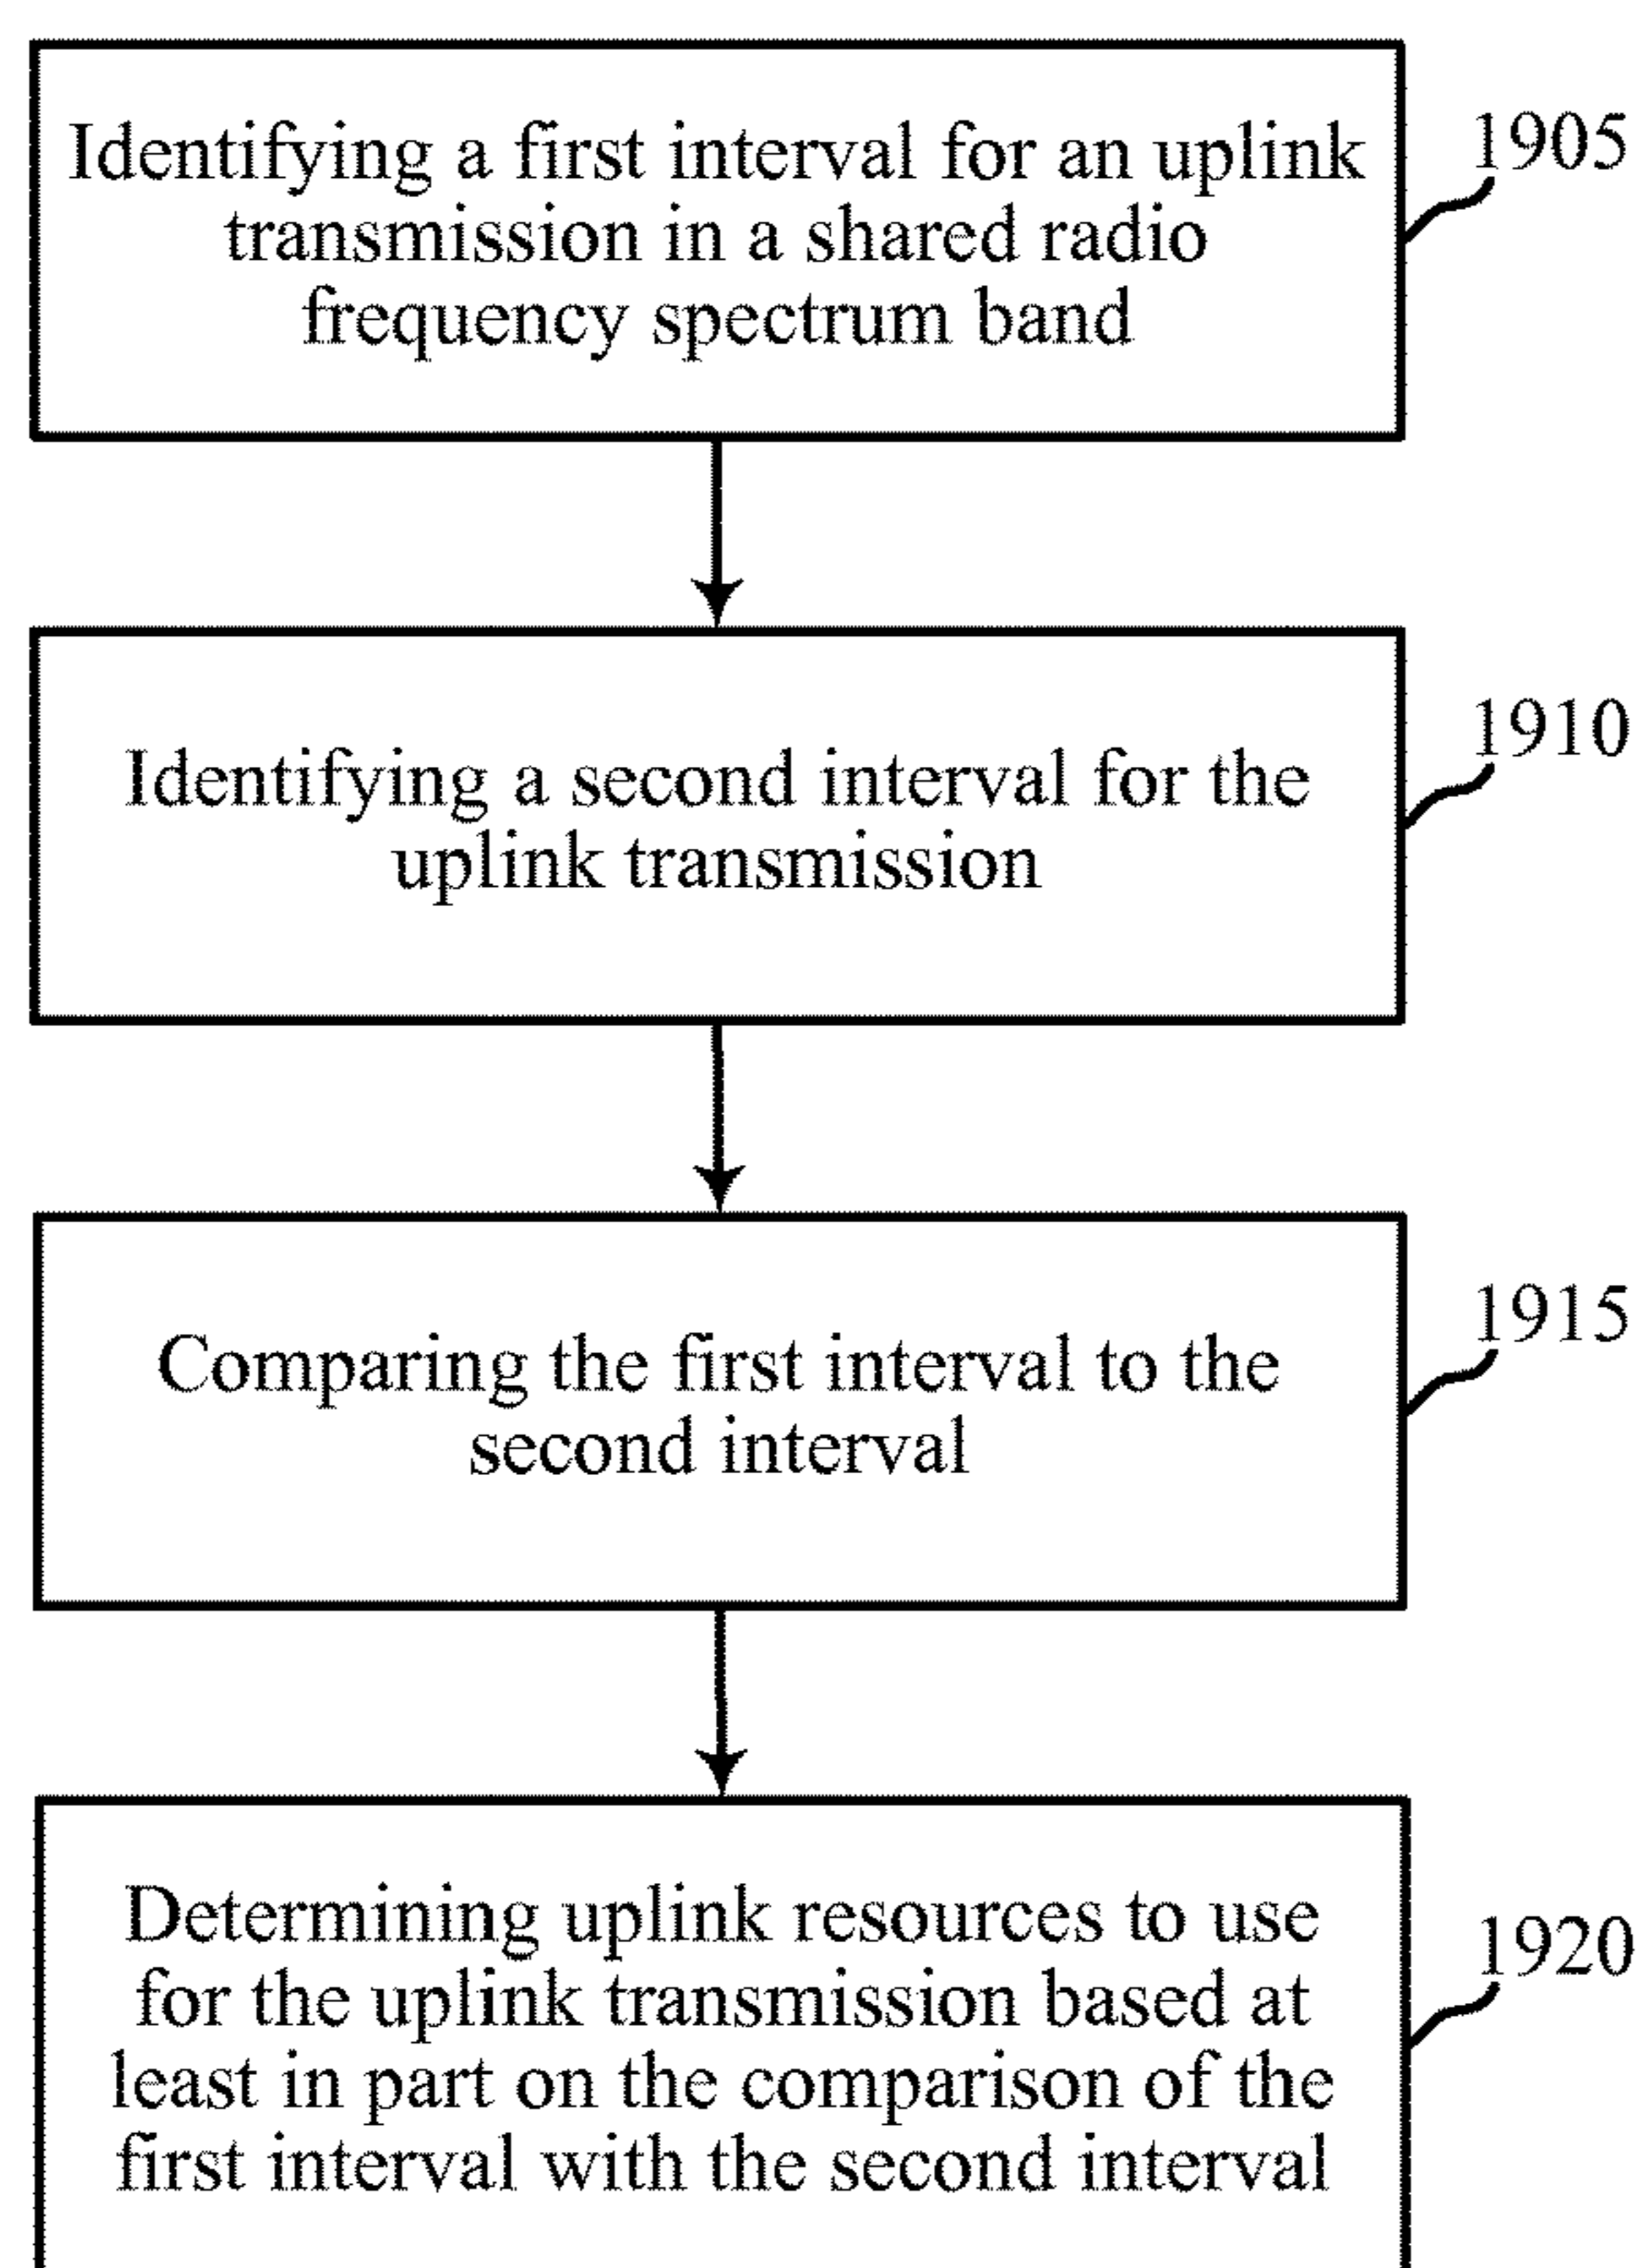 Identifying a first interval for an uplink
transmission in a shared radio
frequency spectrum band
1905
Identifying a second interval for the
uplink transmission
1910
Comparing the first interval to the
second interval
1915
Determining uplink resources to use
for the uplink transmission based at
least in part on the comparison of the
first interval with the second interval
1920